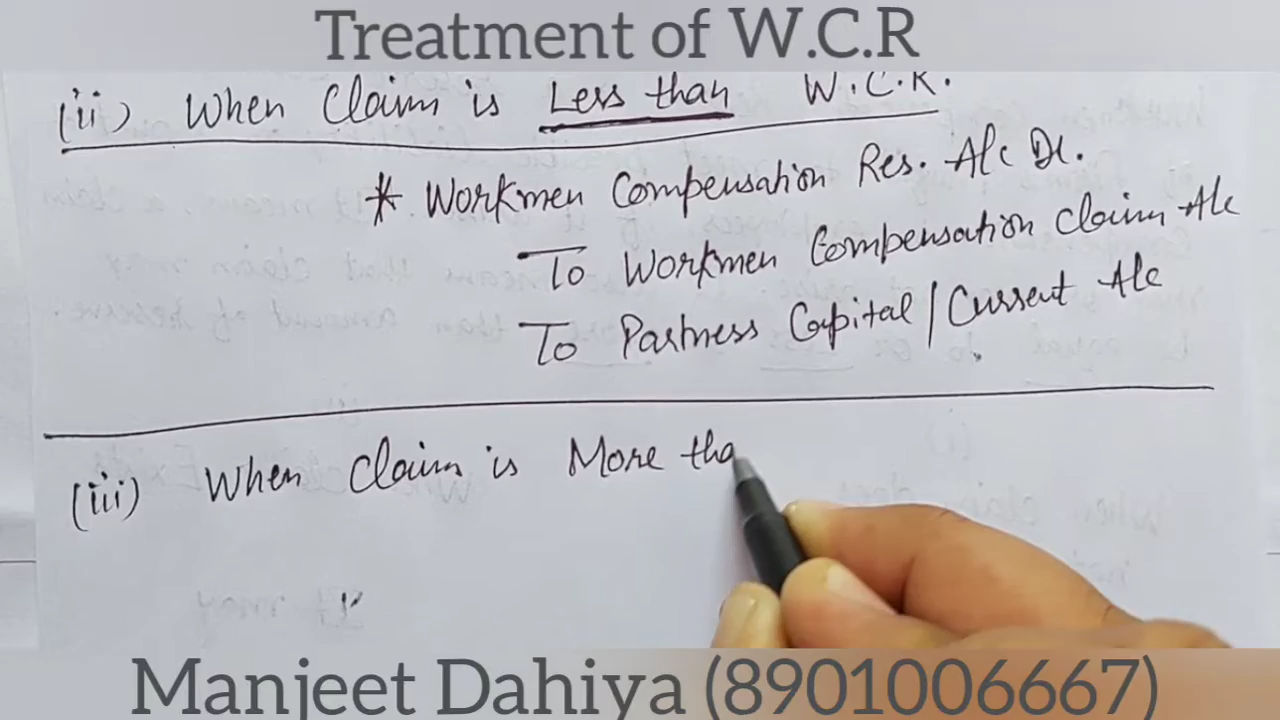 Treatment of W.C.R
(ii) When Claim is Less than W.C.R.
* Workmen Compensation Res. A/c Dr.
To Workmen Compensation Claim A/c
To Partners Capital/Current A/c
(iii) When Claim is More tha
Manjeet Dahiya (8901006667)